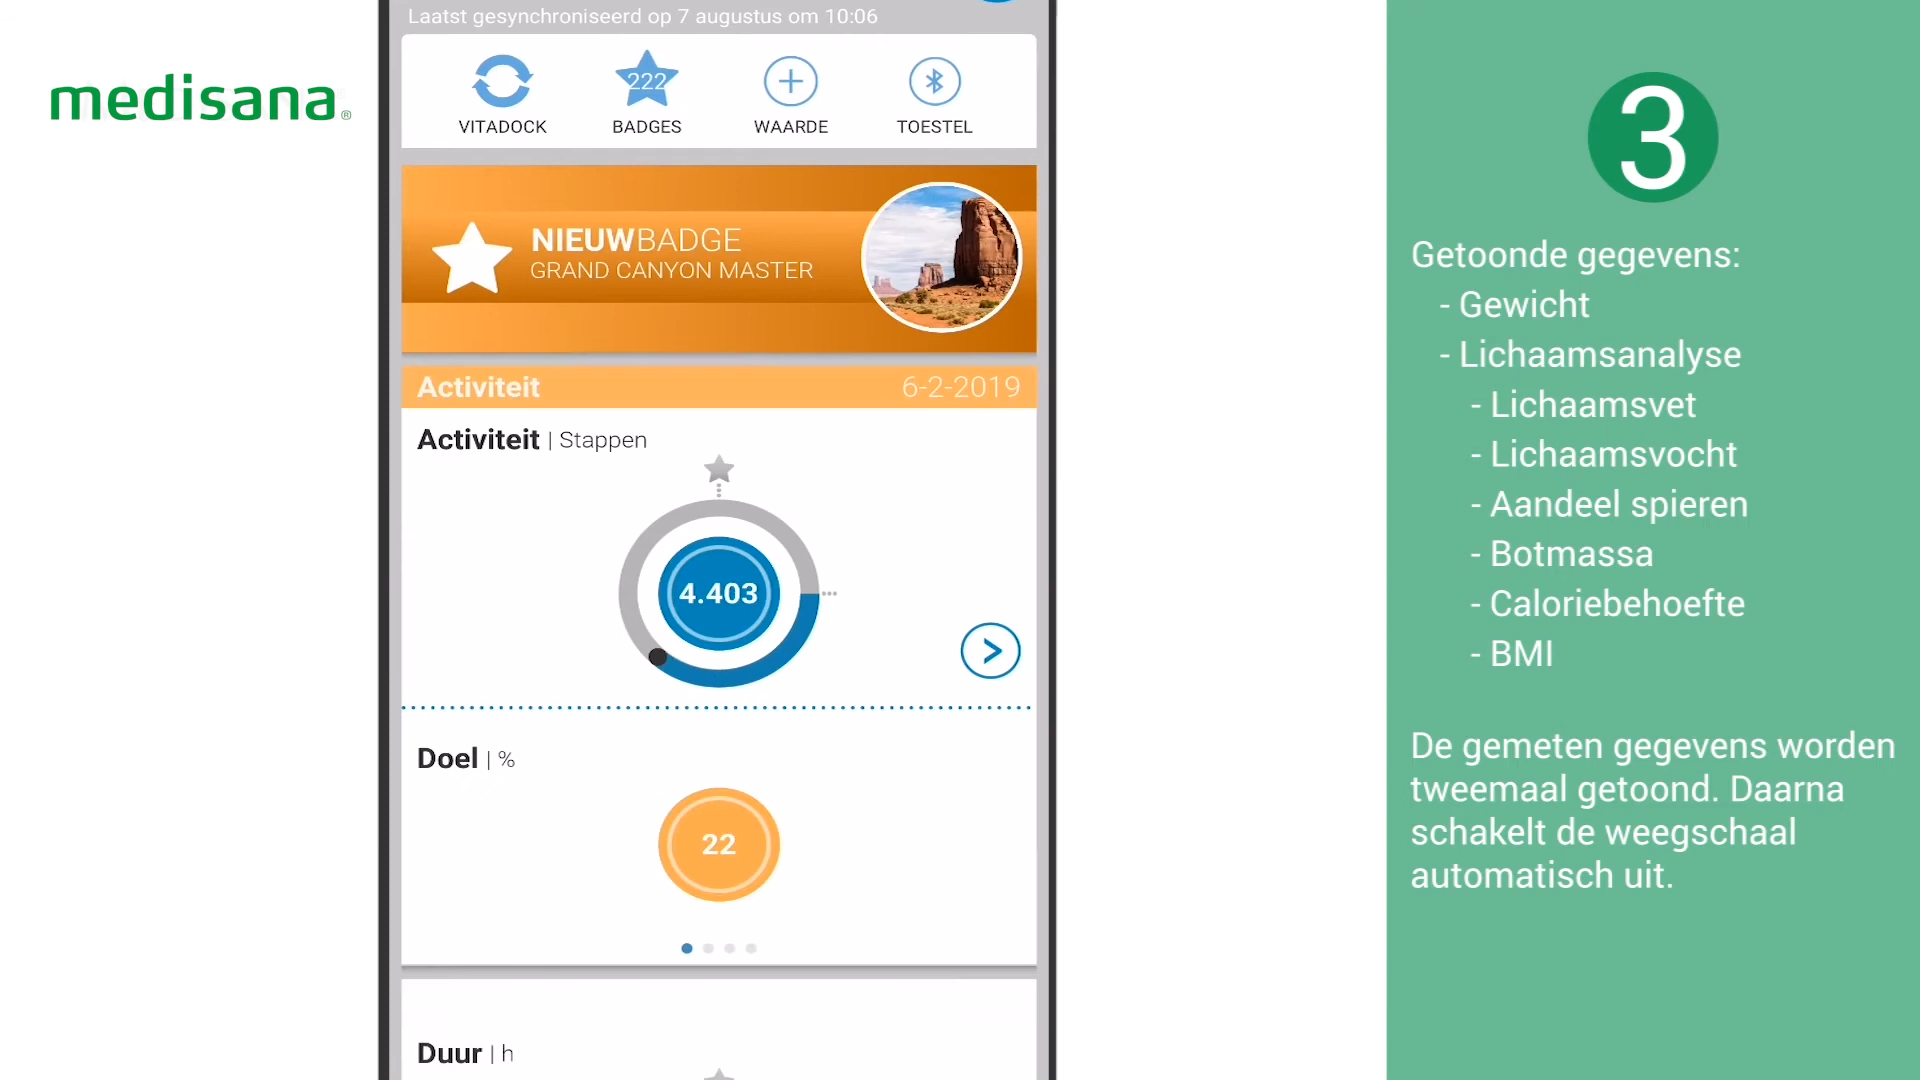 medisana®
Laatst gesynchroniseerd op 7 augustus om 10:06
222
VITADOCK BADGES WAARDE TOESTEL
NIEUWBADGE
GRAND CANYON MASTER
Activiteit 6-2-2019
Activiteit | Stappen
4.403
>
Doel | %
22
Duur | h
3
Getoonde gegevens:
- Gewicht
- Lichaamsanalyse
- Lichaamsvet
- Lichaamsvocht
- Aandeel spieren
- Botmassa
- Caloriebehoefte
- BMI
De gemeten gegevens worden
tweemaal getoond. Daarna
schakelt de weegschaal
automatisch uit.